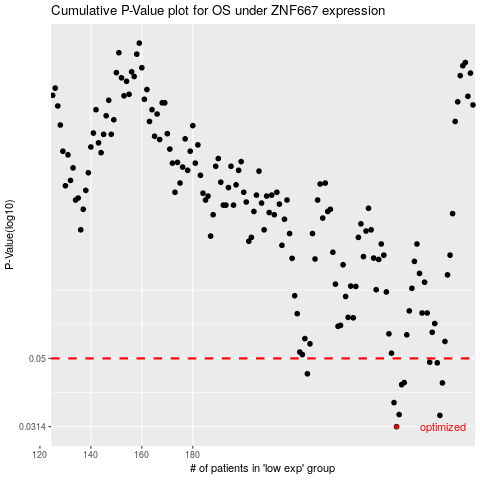 Cumulative P-Value plot for OS under ZNF667 expression
P-Value(log10)
0.05
0.0314
optimized
120 140 160 180
# of patients in 'low exp' group